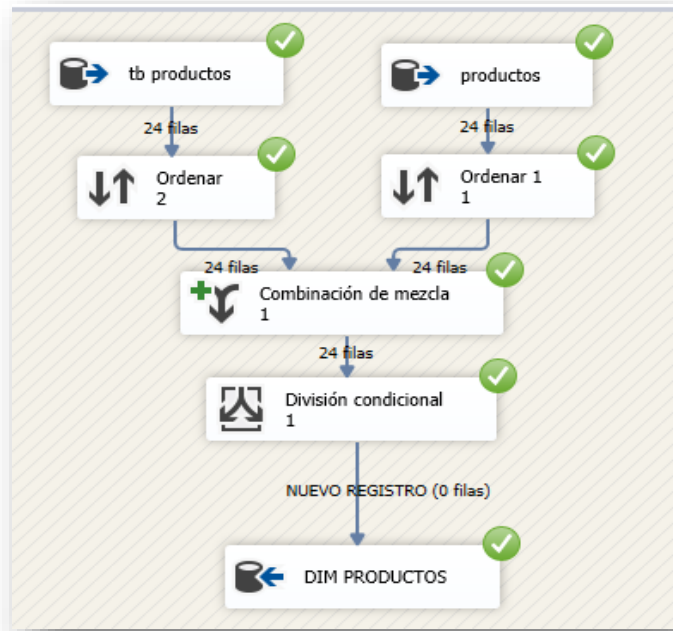 tb productos
productos
24 filas
24 filas
Ordenar
2
Ordenar 1
1
24 filas
24 filas
Combinación de mezcla
1
24 filas
División condicional
1
NUEVO REGISTRO (0 filas)
DIM PRODUCTOS